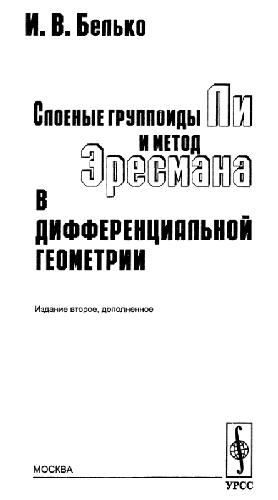 И. В. Белько
Слоеные группоиды Ли
и метод
Эресмана
в
дифференциальной
геометрии
Издание второе, дополненное
МОСКВА
УРСС